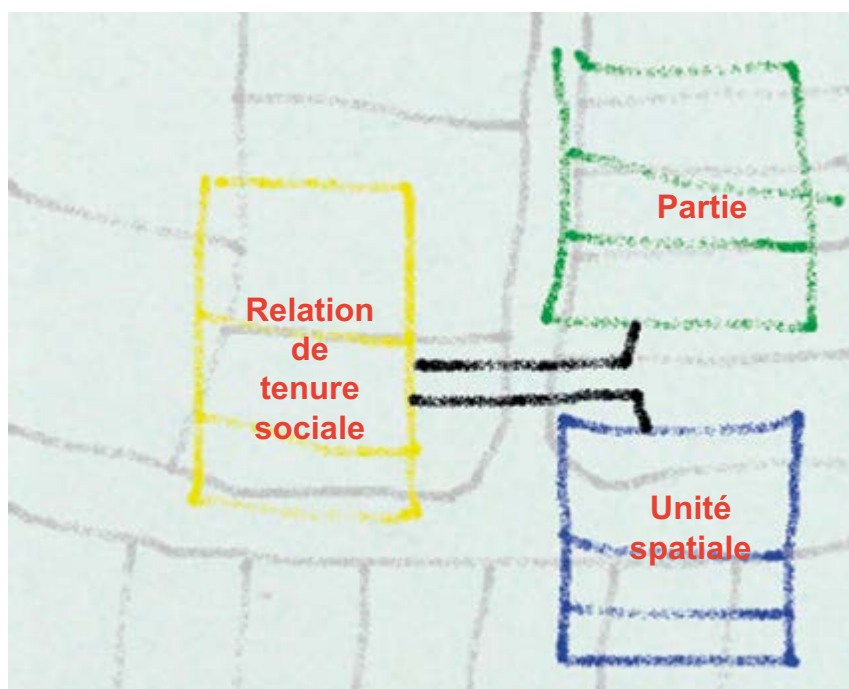 Partie
Relation
de
tenure
sociale
Unité
spatiale